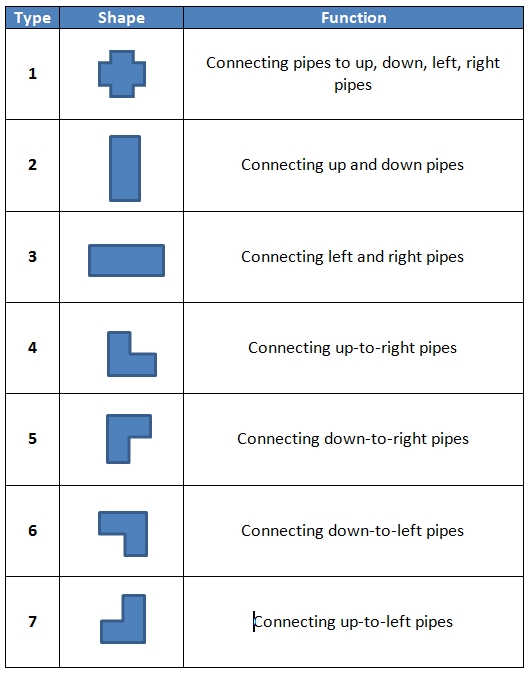 Type Shape Function
1 Connecting pipes to up, down, left, right
pipes
2 Connecting up and down pipes
3 Connecting left and right pipes
4 Connecting up-to-right pipes
5 Connecting down-to-right pipes
6 Connecting down-to-left pipes
7 Connecting up-to-left pipes